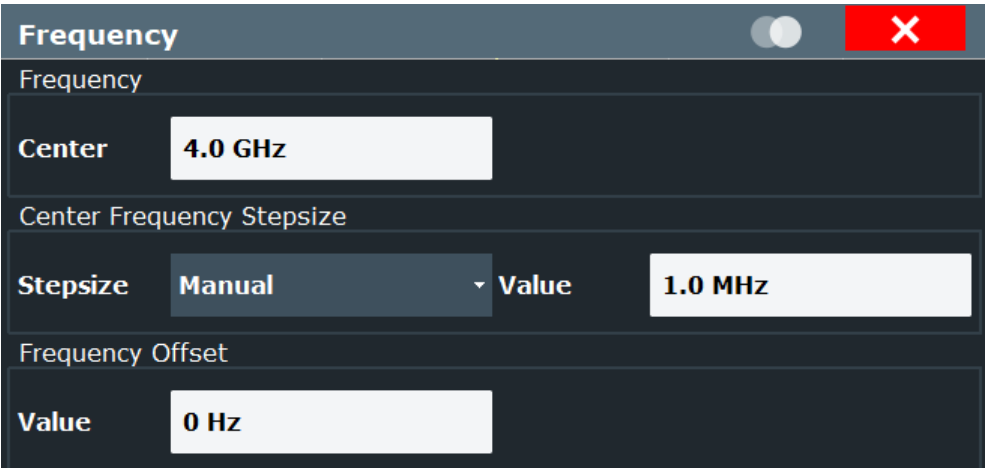 Frequency
Frequency
Center 4.0 GHz
Center Frequency Stepsize
Stepsize Manual Value 1.0 MHz
Frequency Offset
Value 0 Hz